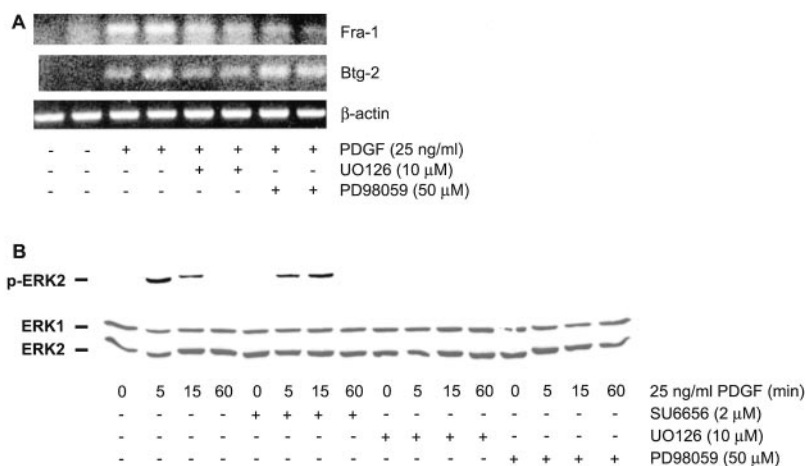 A
Fra-1
Btg-2
β-actin
- - + + + + + + PDGF (25 ng/ml)
- - - - + + - - UO126 (10 μM)
- - - - - - + + PD98059 (50 μM)
B
p-ERK2 –
ERK1 –
ERK2 –
0 5 15 60 0 5 15 60 0 5 15 60 0 5 15 60 25 ng/ml PDGF (min)
- - - - + + + + - - - - - - - - SU6656 (2 μM)
- - - - - - - - + + + + - - - - UO126 (10 μM)
- - - - - - - - - - - - + + + + PD98059 (50 μM)